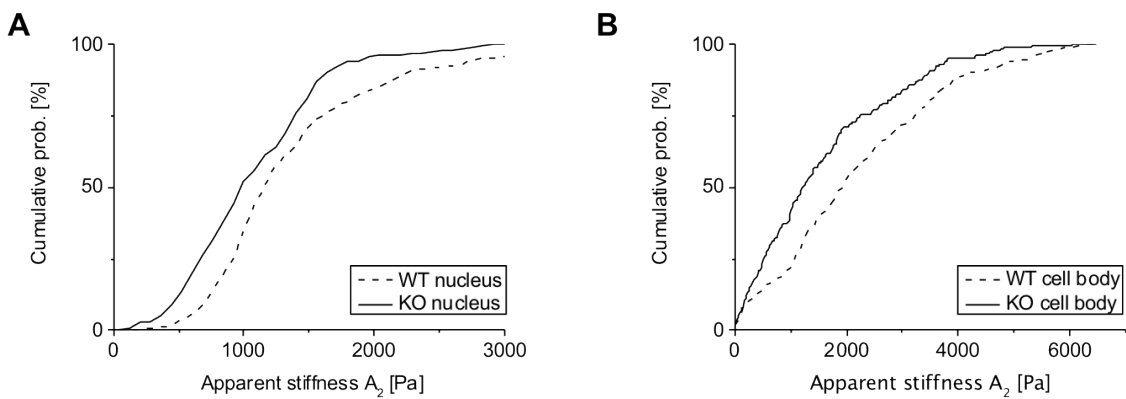 A
100
50
0
Cumulative prob. [%]
WT nucleus
KO nucleus
0
1000
2000
3000
Apparent stiffness A2 [Pa]
B
100
50
0
Cumulative prob. [%]
WT cell body
KO cell body
0
2000
4000
6000
Apparent stiffness A2 [Pa]